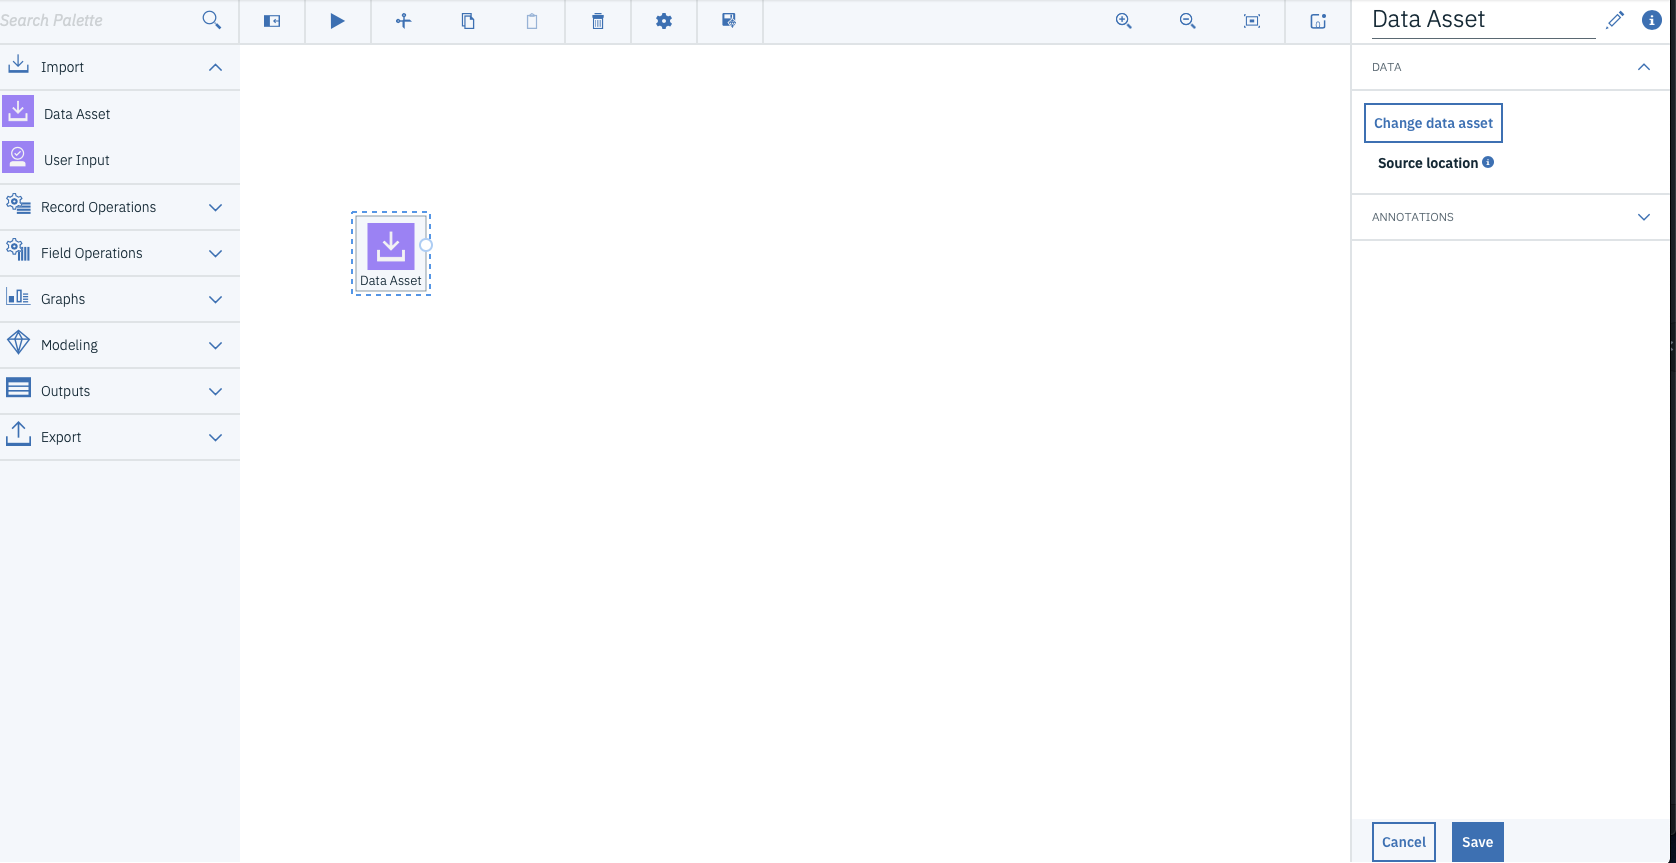 Search Palette
Import
Data Asset
User Input
Record Operations
Field Operations
Graphs
Modeling
Outputs
Export
Data Asset
Data Asset
DATA
Change data asset
Source location
ANNOTATIONS
Cancel
Save